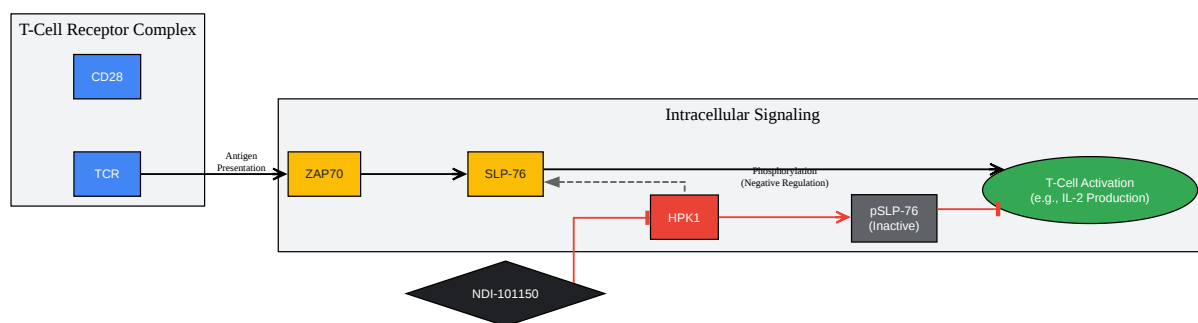 T-Cell Receptor Complex
CD28
TCR
Antigen
Presentation
Intracellular Signaling
ZAP70
SLP-76
Phosphorylation
(Negative Regulation)
T-Cell Activation
(e.g., IL-2 Production)
HPK1
pSLP-76
(Inactive)
NDI-101150